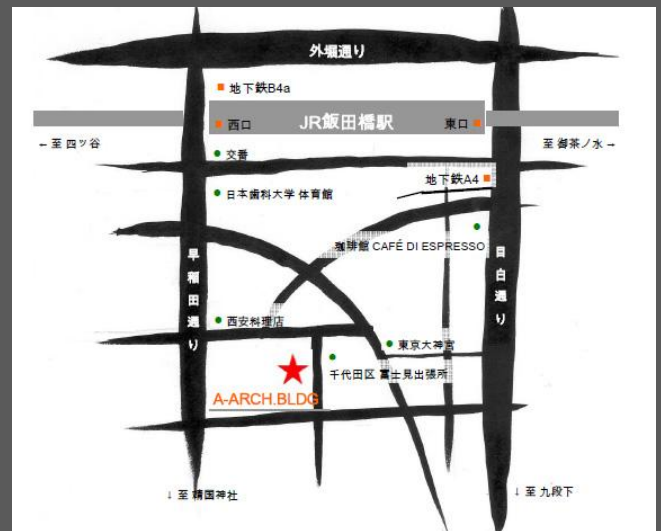 外堀通り
地下鉄B4a
西口
JR飯田橋駅
東口
←至 四ツ谷
至 御茶ノ水→
交番
地下鉄A4
日本歯科大学 体育館
珈琲館 CAFÉ DI ESPRESSO
早稲田通り
目白通り
西安料理店
東京大神宮
千代田区 富士見出張所
A-ARCH.BLDG
↓ 至 靖国神社
↓ 至 九段下